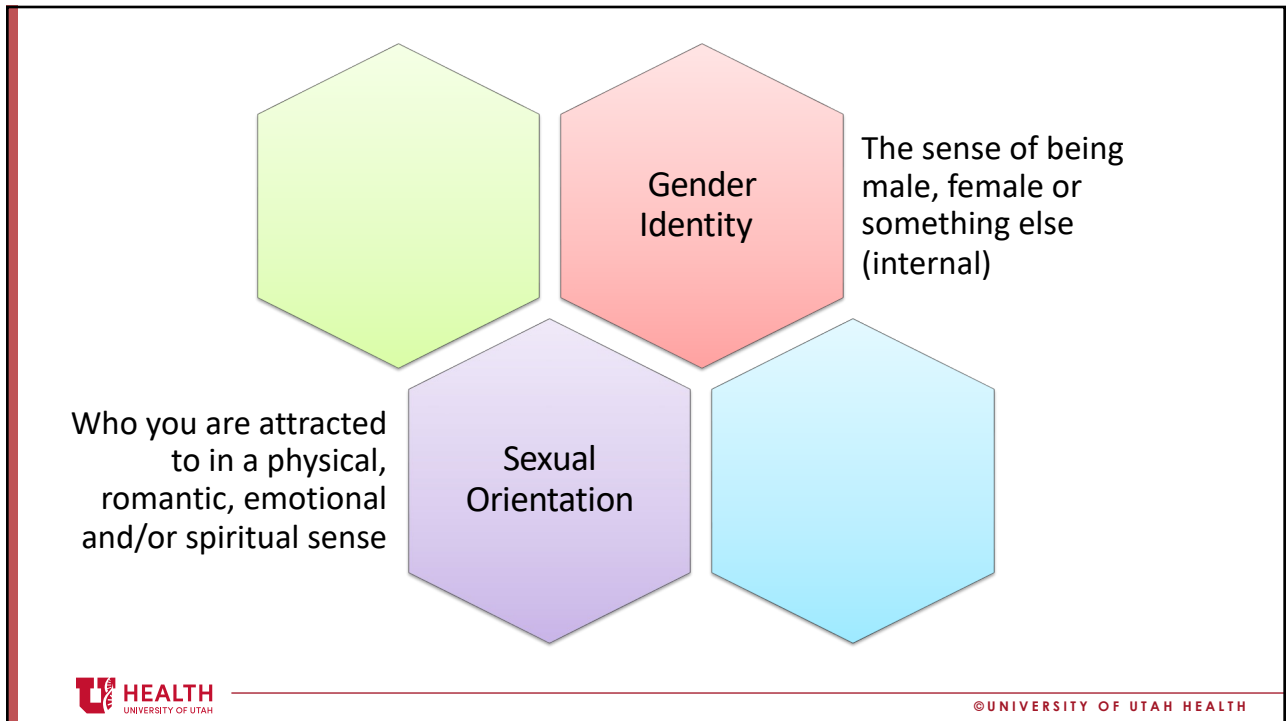 Gender
Identity
The sense of being
male, female or
something else
(internal)
Who you are attracted
to in a physical,
romantic, emotional
and/or spiritual sense
Sexual
Orientation
U HEALTH
UNIVERSITY OF UTAH
©UNIVERSITY OF UTAH HEALTH